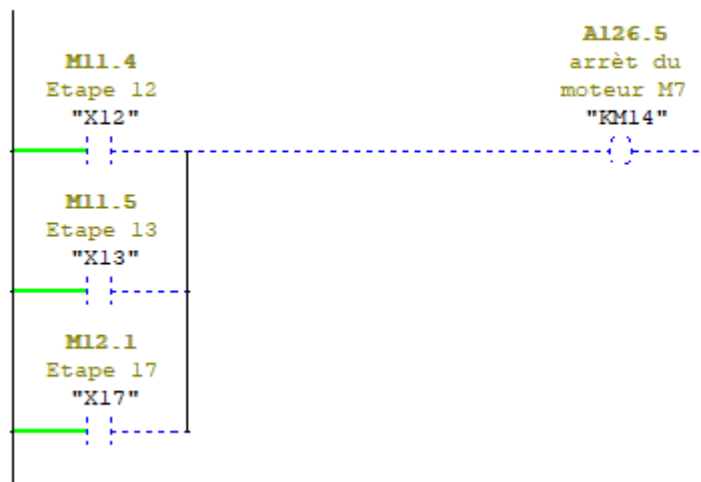 A126.5
M11.4
arrèt du
Etape 12
moteur M7
"X12"
"KM14"
M11.5
Etape 13
"X13"
M12.1
Etape 17
"X17"